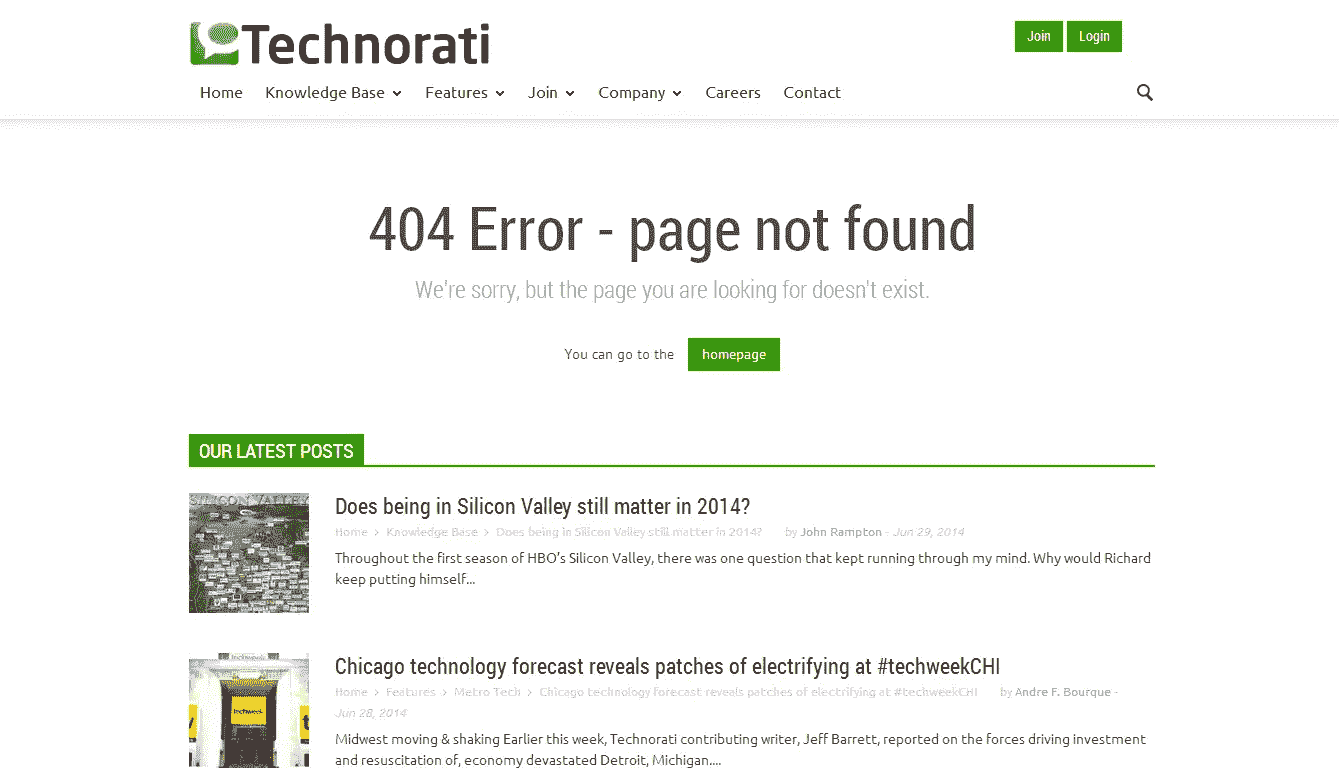 Technorati
Join Login
Home Knowledge Base Features Join Company Careers Contact
404 Error - page not found
We're sorry, but the page you are looking for doesn't exist.
You can go to the homepage
OUR LATEST POSTS
SILICON VALLEY
Does being in Silicon Valley still matter in 2014?
Home > Knowledge Base > Does being in Silicon Valley still matter in 2014? by John Rampton - Jun 29, 2014
Throughout the first season of HBO’s Silicon Valley, there was one question that kept running through my mind. Why would Richard
keep putting himself...
Chicago technology forecast reveals patches of electrifying at #techweekCHI
Home > Features > Metro Tech > Chicago technology forecast reveals patches of electrifying at #techweekCHI by Andre F. Bourque -
Jun 28, 2014
techweek
Midwest moving & shaking Earlier this week, Technorati contributing writer, Jeff Barrett, reported on the forces driving investment
and resuscitation of, economy devastated Detroit, Michigan....